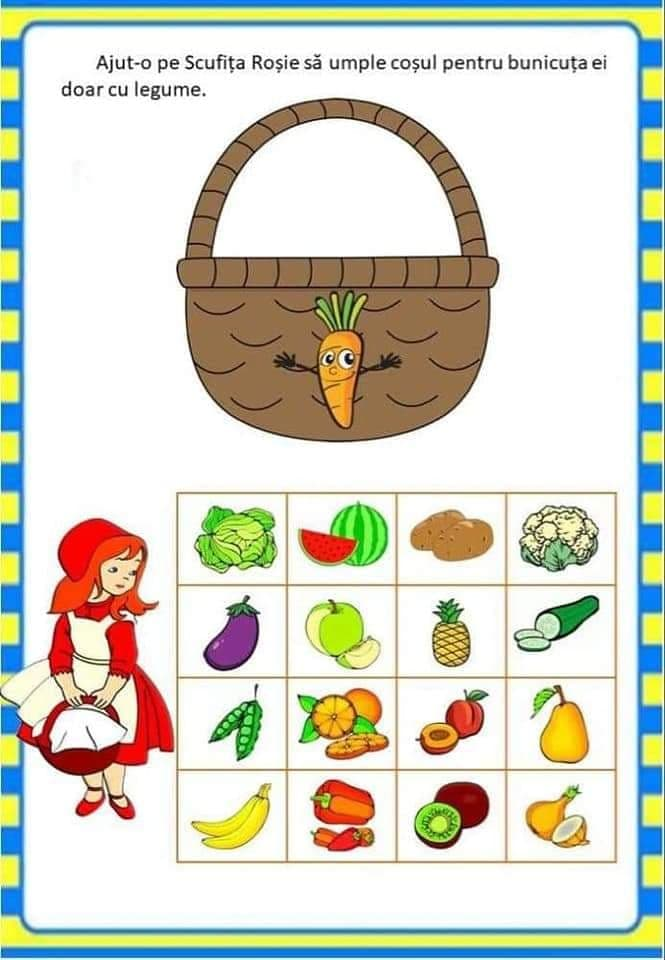 Ajut-o pe Scufița Roșie să umple coșul pentru bunicuța ei
doar cu legume.